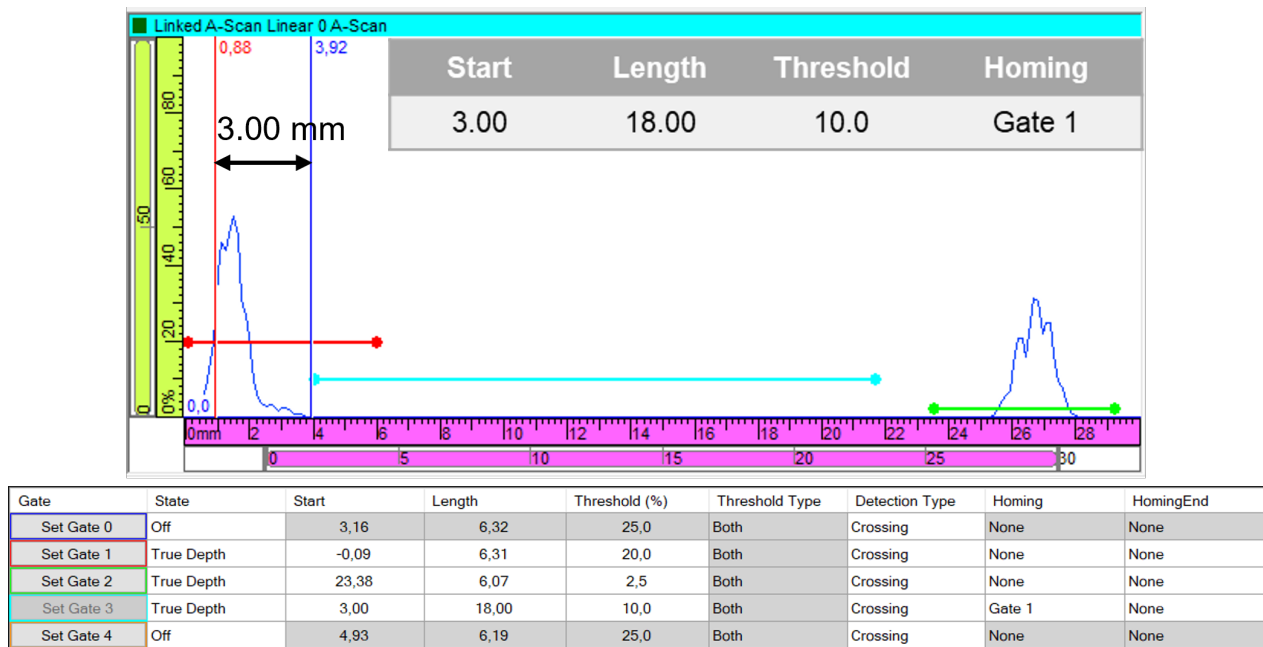 Linked A-Scan Linear 0 A-Scan
0,88 3,92
Start Length Threshold Homing
3.00 18.00 10.0 Gate 1
3.00 mm
0% |20 |40 |60 |80
0 |50
0,0
0mm |2 |4 |6 |8 |10 |12 |14 |16 |18 |20 |22 |24 |26 |28
0 |5 |10 |15 |20 |25 |30
Gate State Start Length Threshold (%) Threshold Type Detection Type Homing HomingEnd
Set Gate 0 Off 3,16 6,32 25,0 Both Crossing None None
Set Gate 1 True Depth -0,09 6,31 20,0 Both Crossing None None
Set Gate 2 True Depth 23,38 6,07 2,5 Both Crossing None None
Set Gate 3 True Depth 3,00 18,00 10,0 Both Crossing Gate 1 None
Set Gate 4 Off 4,93 6,19 25,0 Both Crossing None None